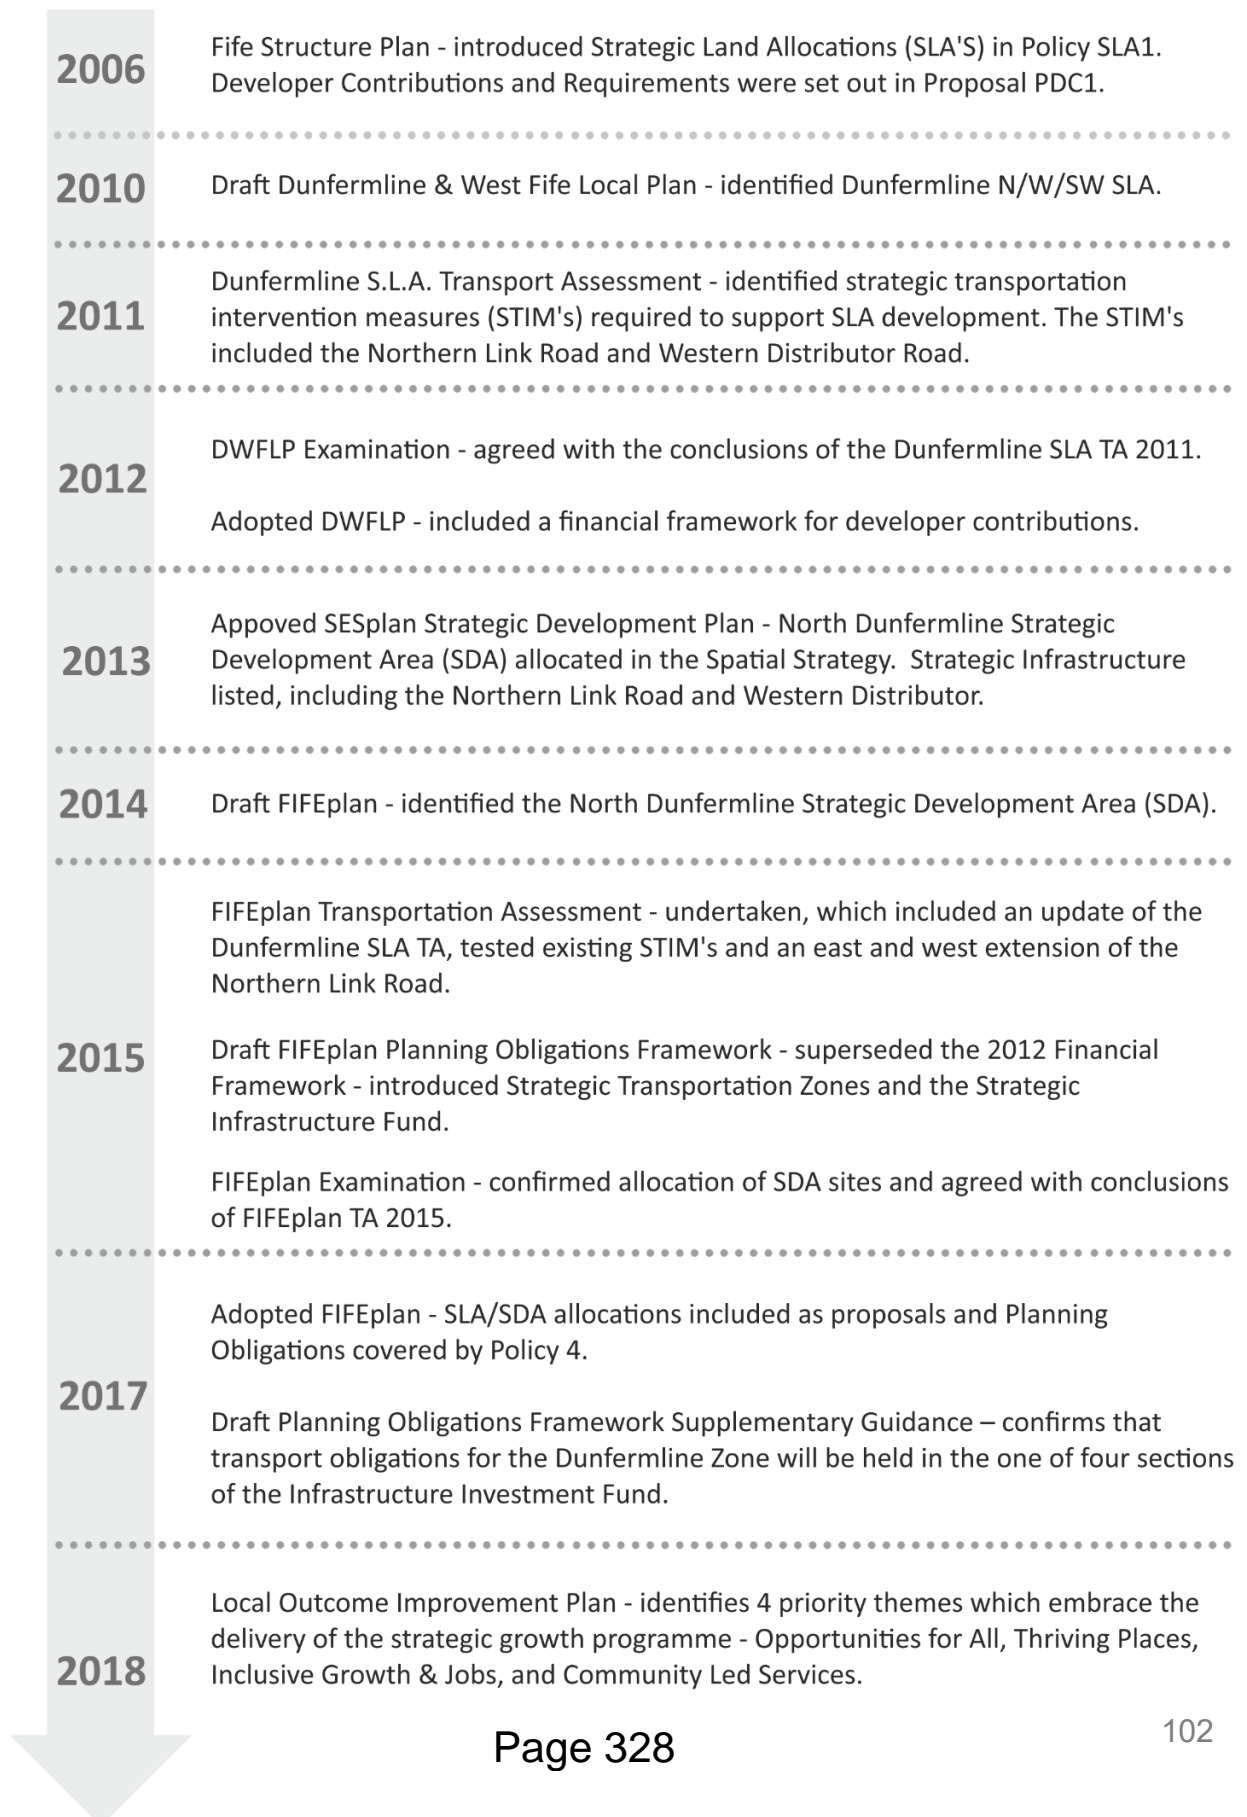 2006
Fife Structure Plan - introduced Strategic Land Allocations (SLA'S) in Policy SLA1.
Developer Contributions and Requirements were set out in Proposal PDC1.
2010
Draft Dunfermline & West Fife Local Plan - identified Dunfermline N/W/SW SLA.
2011
Dunfermline S.L.A. Transport Assessment - identified strategic transportation
intervention measures (STIM's) required to support SLA development. The STIM's
included the Northern Link Road and Western Distributor Road.
2012
DWFLP Examination - agreed with the conclusions of the Dunfermline SLA TA 2011.
Adopted DWFLP - included a financial framework for developer contributions.
2013
Appoved SESplan Strategic Development Plan - North Dunfermline Strategic
Development Area (SDA) allocated in the Spatial Strategy.  Strategic Infrastructure
listed, including the Northern Link Road and Western Distributor.
2014
Draft FIFEplan - identified the North Dunfermline Strategic Development Area (SDA).
2015
FIFEplan Transportation Assessment - undertaken, which included an update of the
Dunfermline SLA TA, tested existing STIM's and an east and west extension of the
Northern Link Road.
Draft FIFEplan Planning Obligations Framework - superseded the 2012 Financial
Framework - introduced Strategic Transportation Zones and the Strategic
Infrastructure Fund.
FIFEplan Examination - confirmed allocation of SDA sites and agreed with conclusions
of FIFEplan TA 2015.
2017
Adopted FIFEplan - SLA/SDA allocations included as proposals and Planning
Obligations covered by Policy 4.
Draft Planning Obligations Framework Supplementary Guidance – confirms that
transport obligations for the Dunfermline Zone will be held in the one of four sections
of the Infrastructure Investment Fund.
2018
Local Outcome Improvement Plan - identifies 4 priority themes which embrace the
delivery of the strategic growth programme - Opportunities for All, Thriving Places,
Inclusive Growth & Jobs, and Community Led Services.
Page 328
102